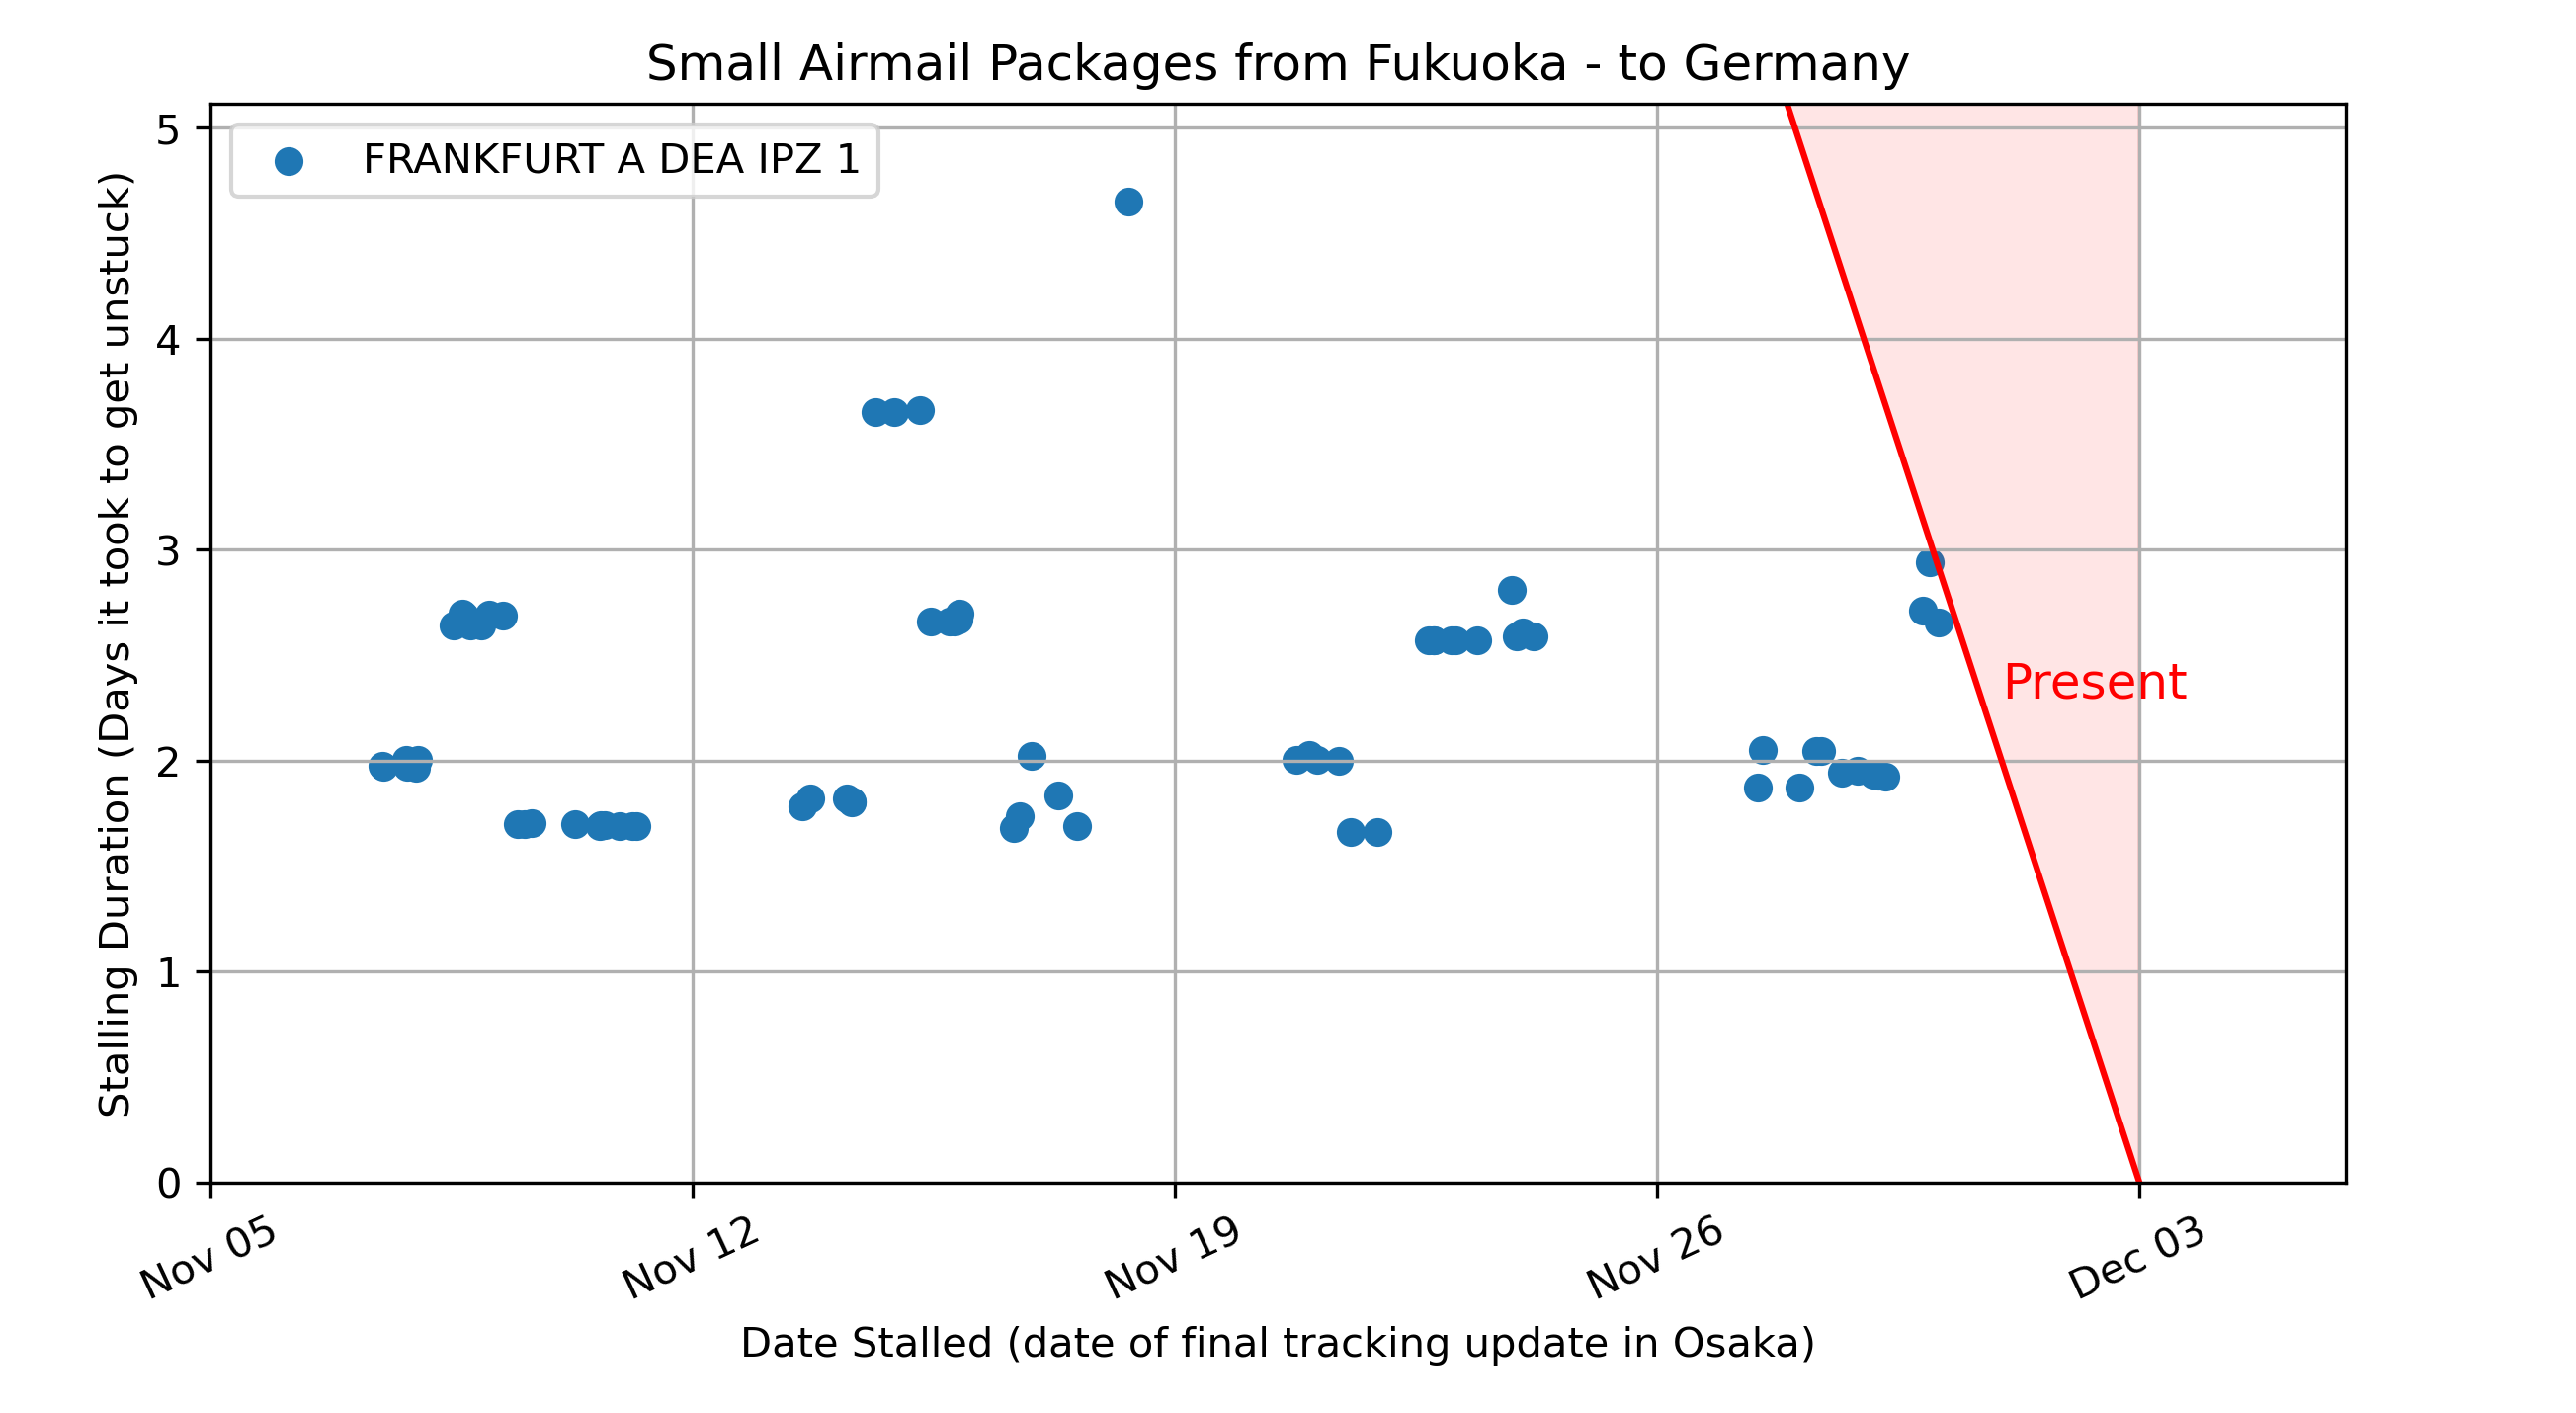 Small Airmail Packages from Fukuoka - to Germany
FRANKFURT A DEA IPZ 1
Stalling Duration (Days it took to get unstuck)
5
4
3
2
1
0
Present
Nov 05
Nov 12
Nov 19
Nov 26
Dec 03
Date Stalled (date of final tracking update in Osaka)